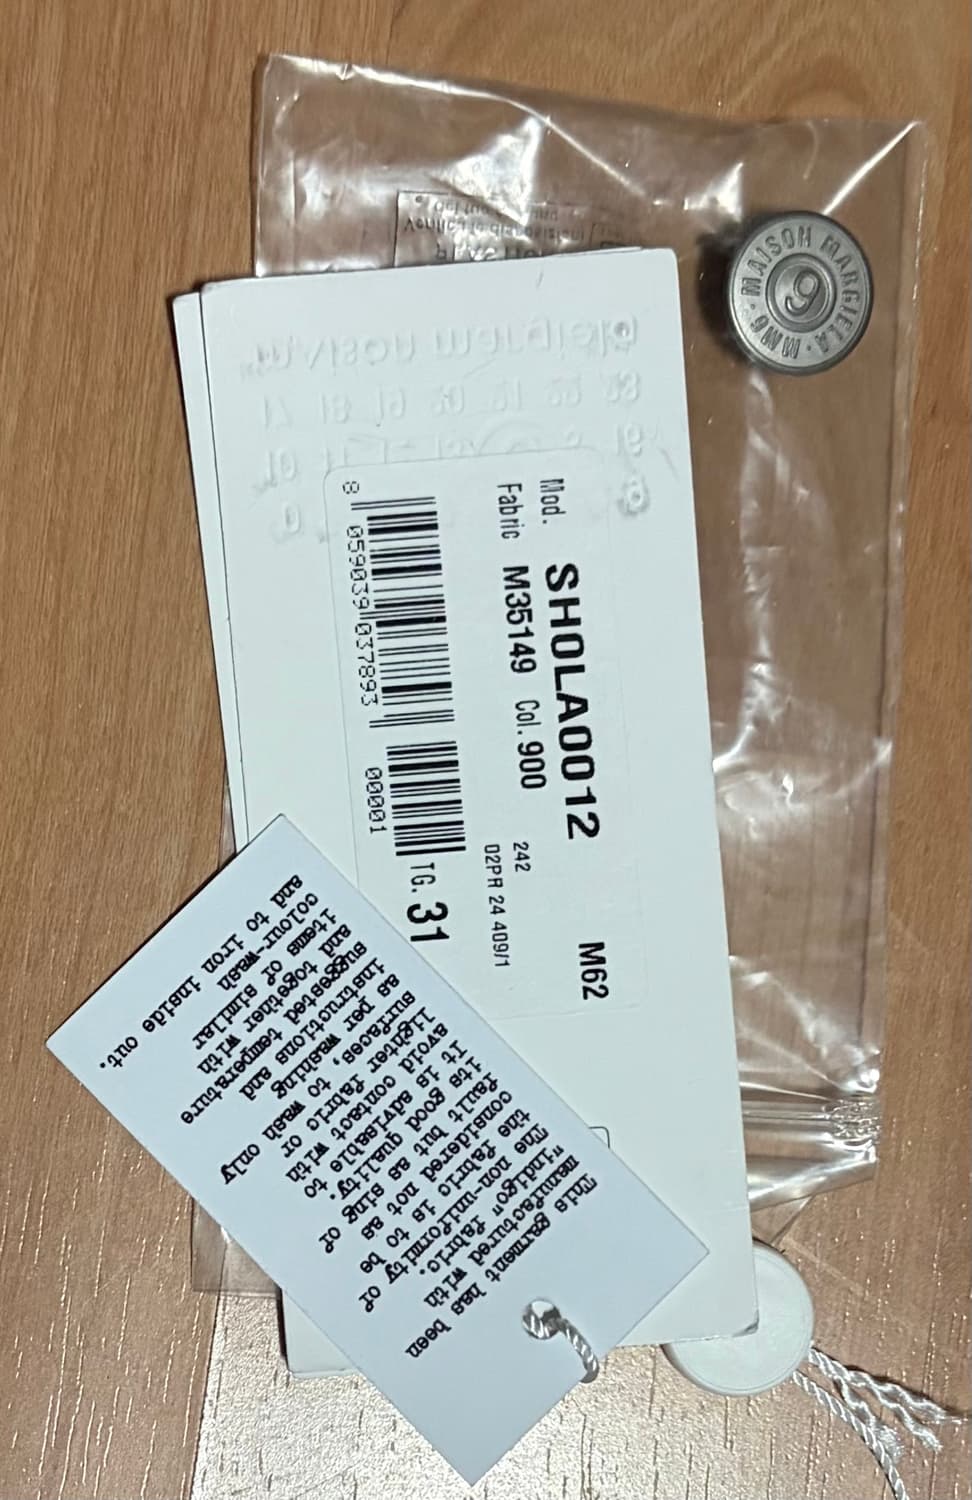 MAISON MARGIELA · MM6 ·
6
Mod. SHOLA0012 M62
Fabric M35149 Col. 900
242
02PR 24 409/1
8 059039 037893
00001
TG. 31
This garment has been
manufactured with
"indigo" fabric.
The non-uniformity of
the fabric is to be
considered not as
fault but as sing of
its good quality.
It is advisable to
avoid contact with
lighter fabric or
surfaces, to wash only
as per washing
instructions and
suggested temperature
and together with
items of similar
colour-wash
and to iron inside out.